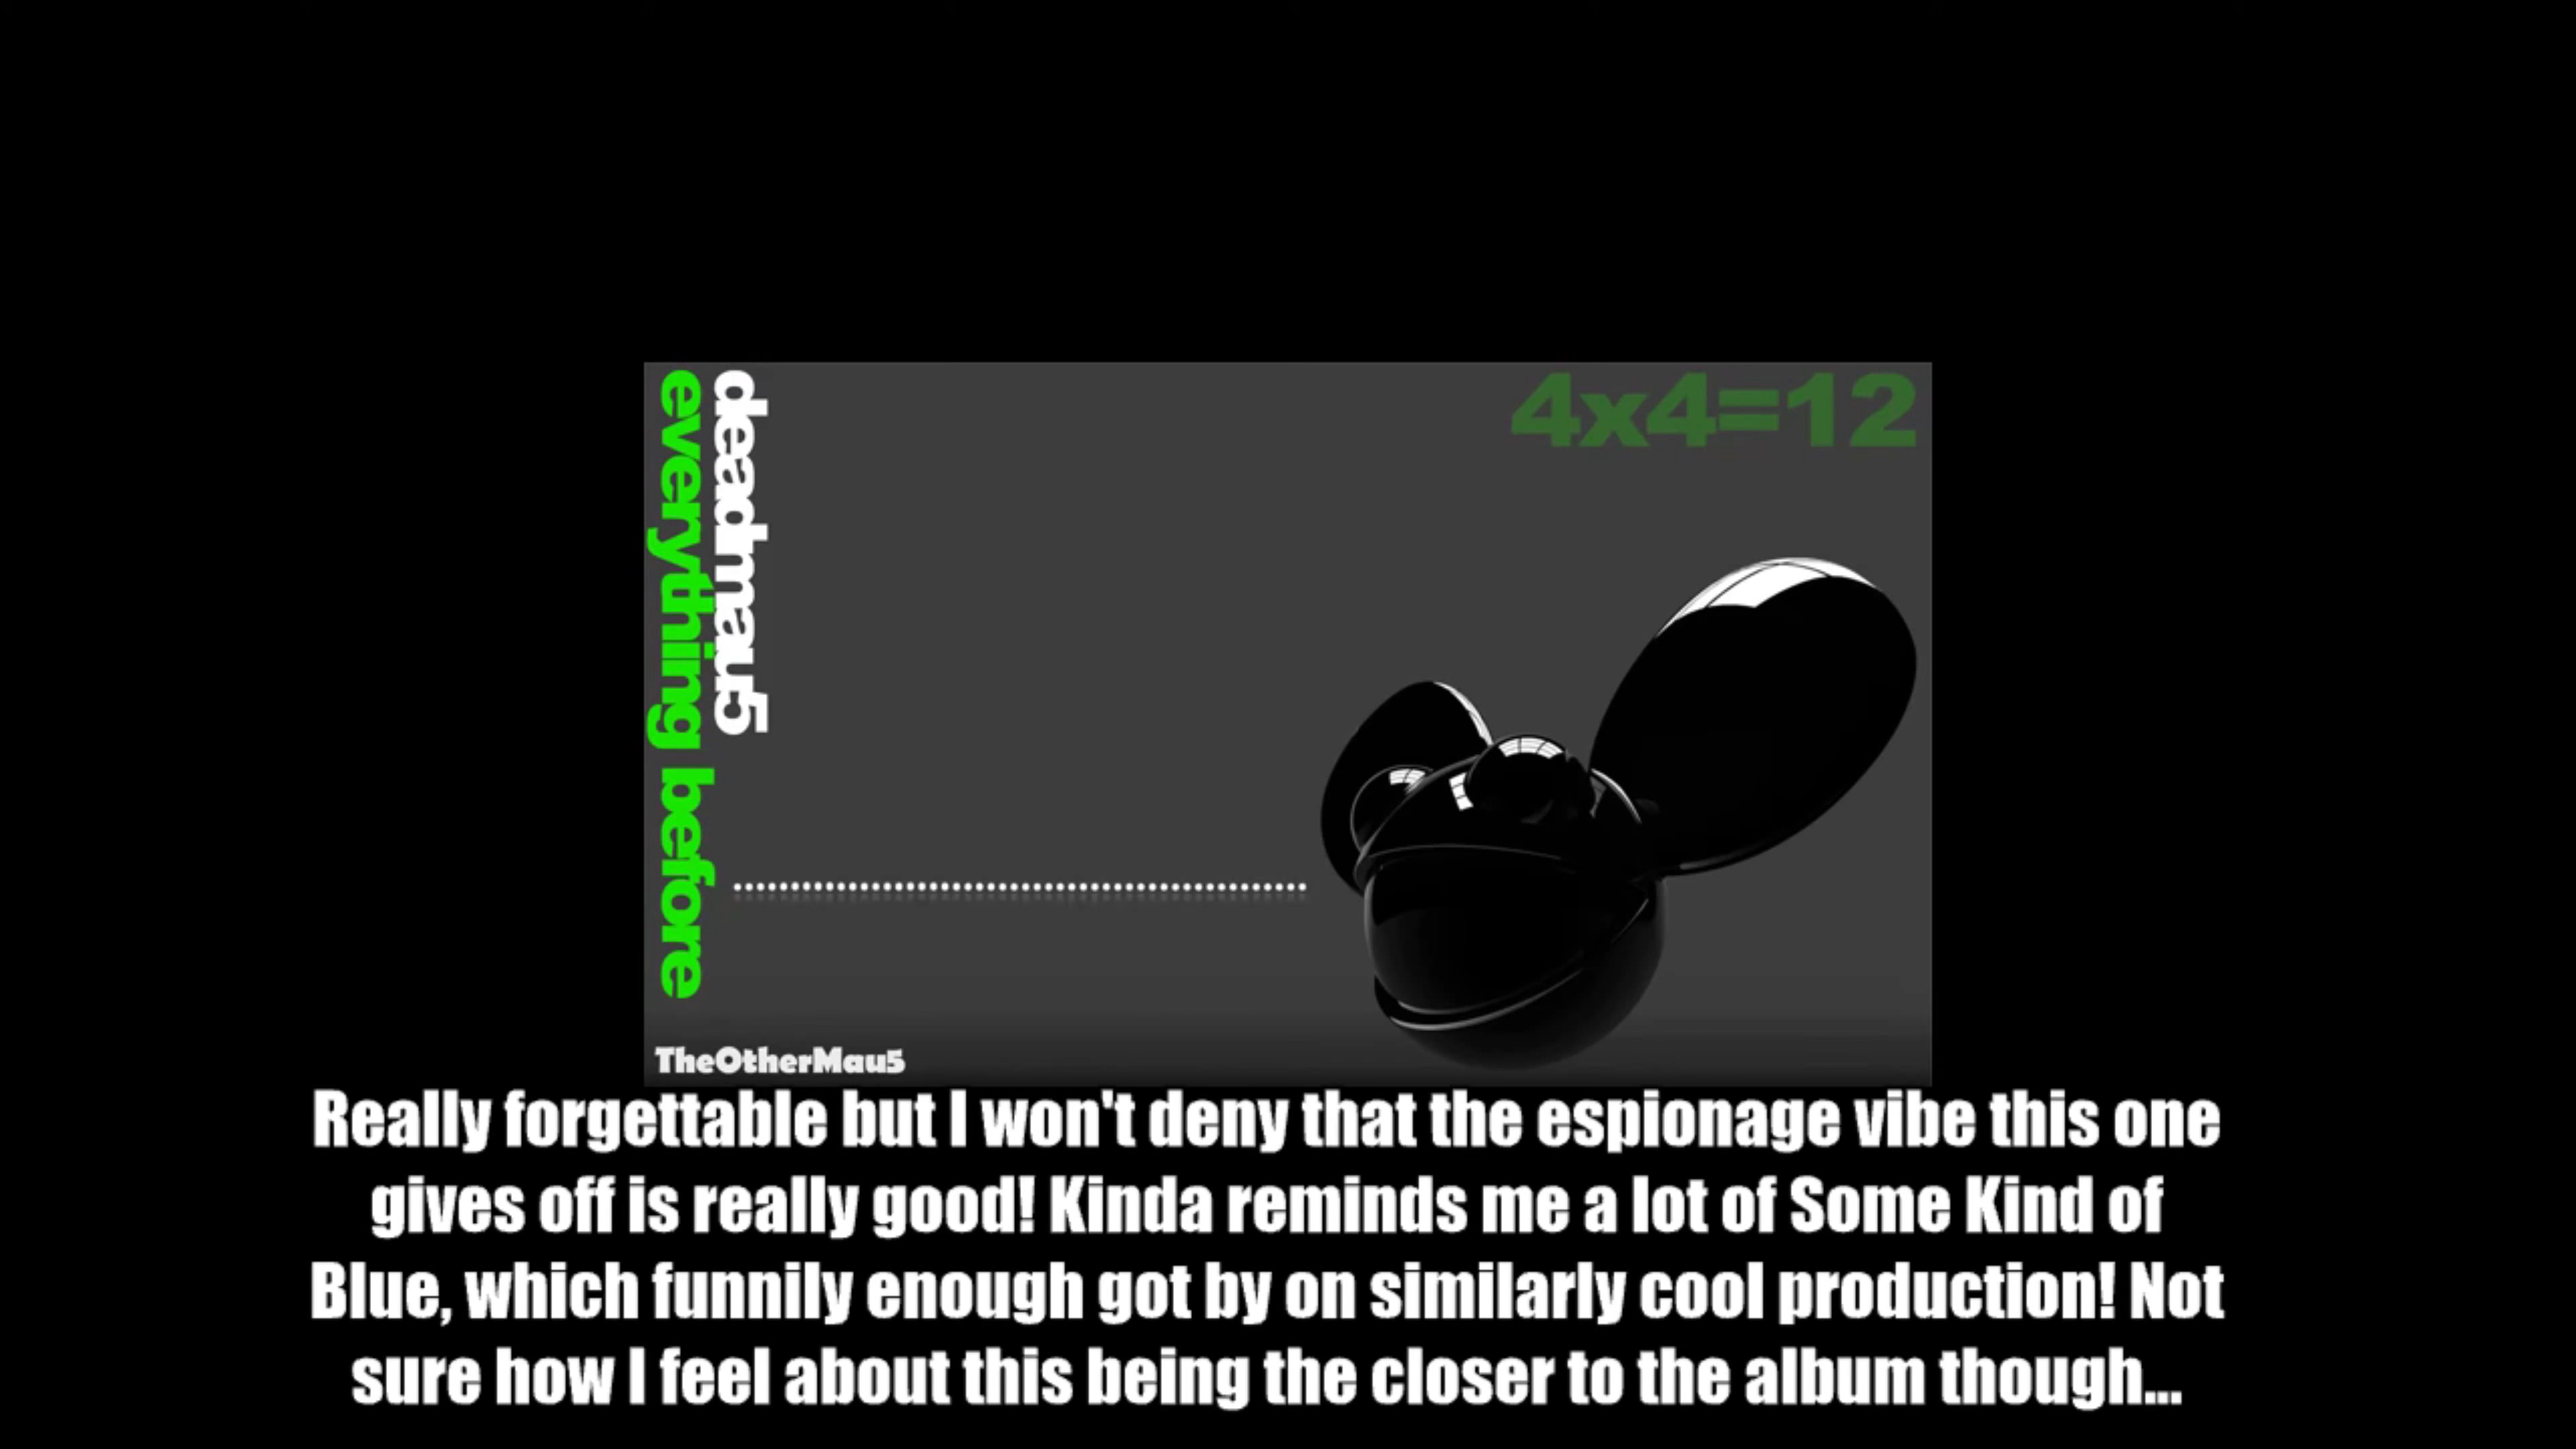 4x4=12
deadmau5
everything before
TheOtherMau5
Really forgettable but I won't deny that the espionage vibe this one
gives off is really good! Kinda reminds me a lot of Some Kind of
Blue, which funnily enough got by on similarly cool production! Not
sure how I feel about this being the closer to the album though...